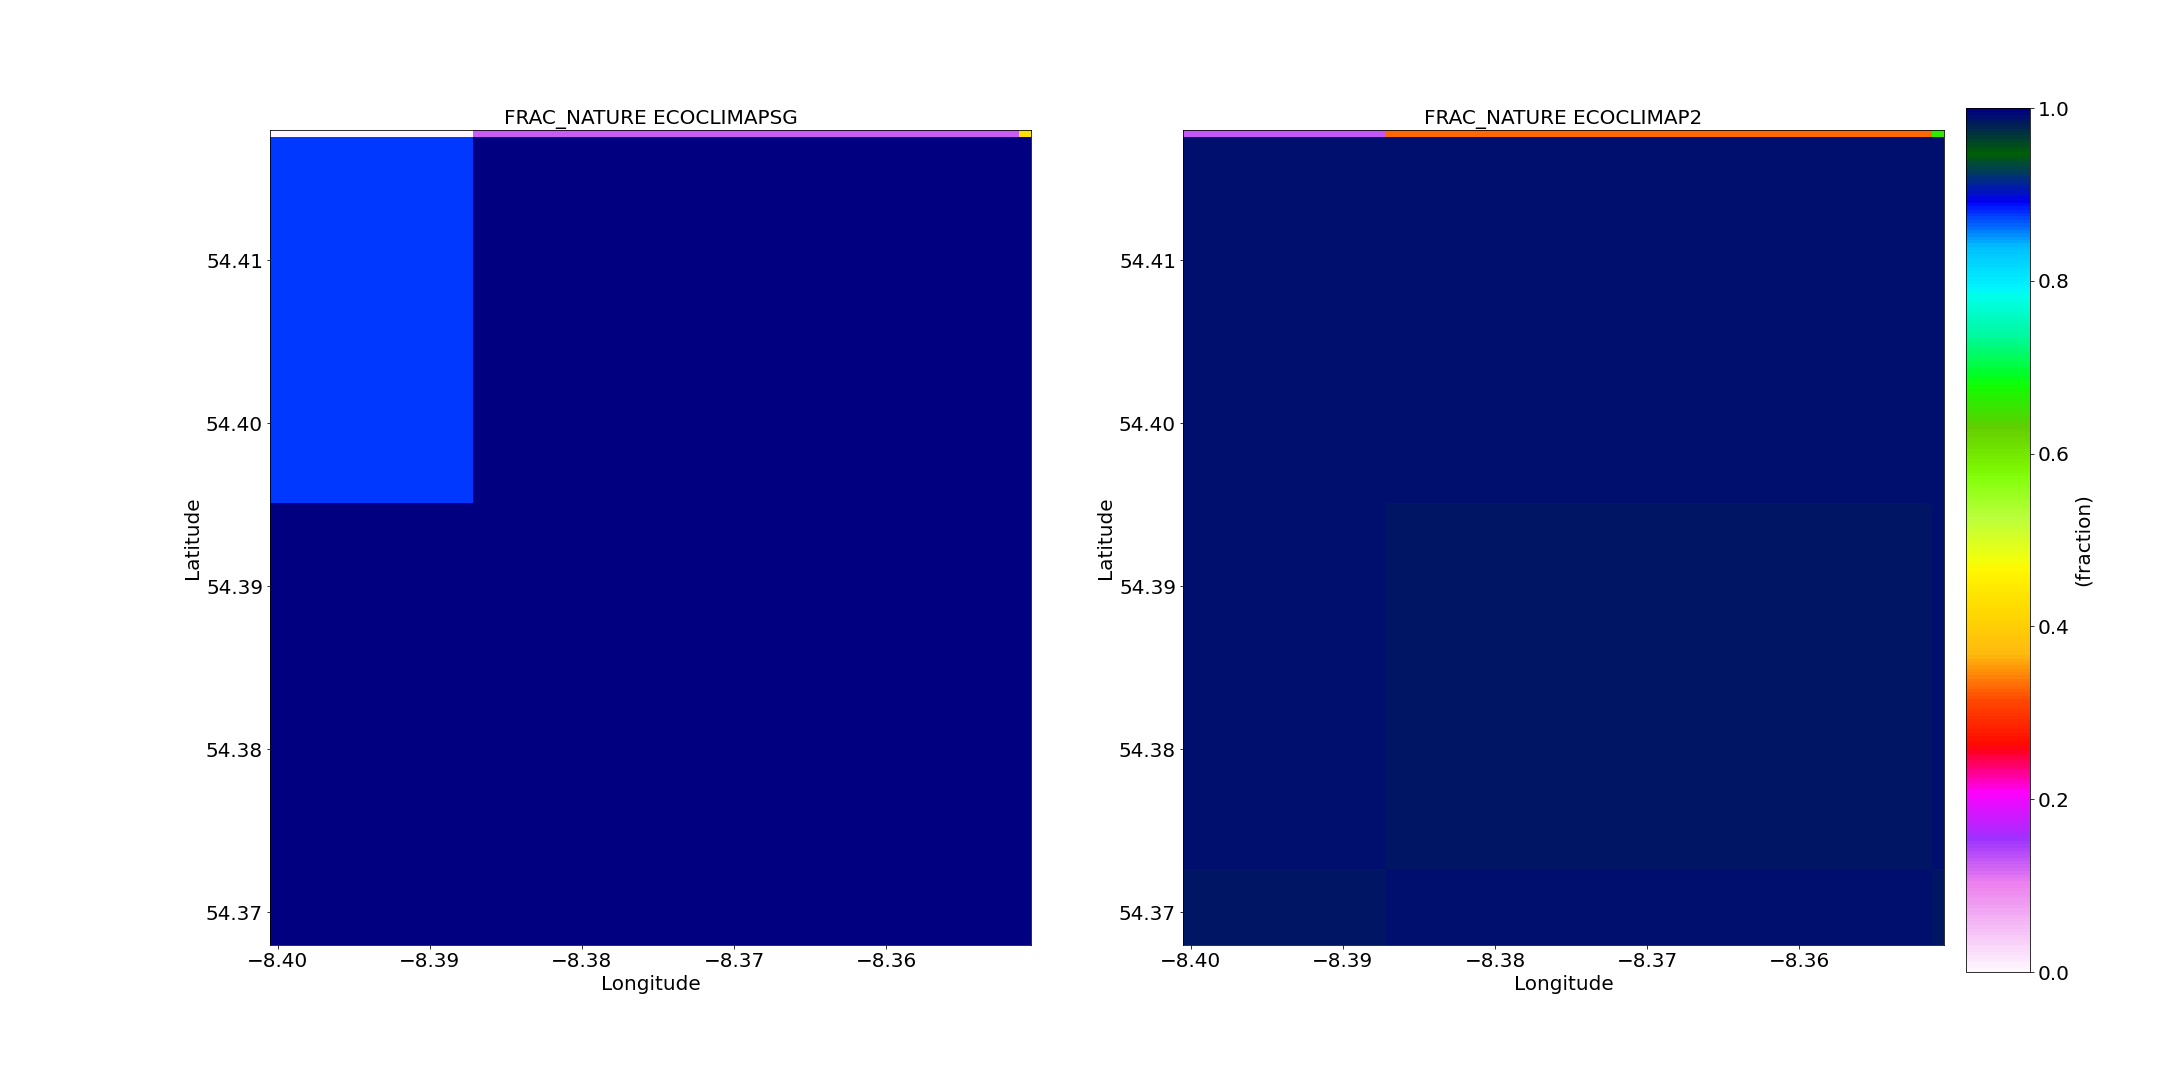 FRAC_NATURE ECOCLIMAPSG
54.41
54.40
54.39
54.38
54.37
Latitude
−8.40 −8.39 −8.38 −8.37 −8.36
Longitude
FRAC_NATURE ECOCLIMAP2
54.41
54.40
54.39
54.38
54.37
Latitude
−8.40 −8.39 −8.38 −8.37 −8.36
Longitude
1.0
0.8
0.6
0.4
0.2
0.0
(fraction)